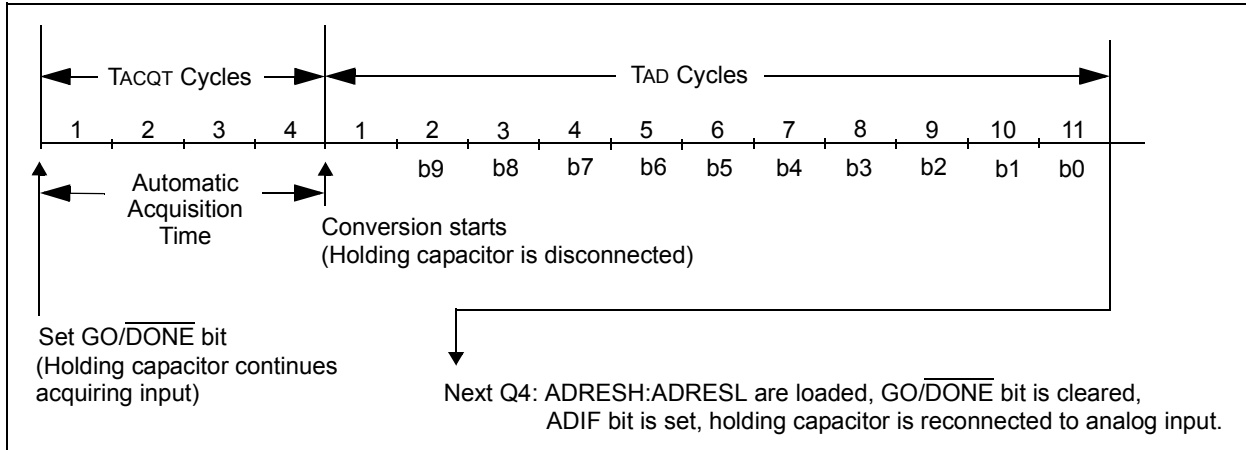 TACQT Cycles TAD Cycles
1 2 3 4 1 2 3 4 5 6 7 8 9 10 11
b9 b8 b7 b6 b5 b4 b3 b2 b1 b0
Automatic
Acquisition
Time
Conversion starts
(Holding capacitor is disconnected)
Set GO/DONE bit
(Holding capacitor continues
acquiring input)
Next Q4: ADRESH:ADRESL are loaded, GO/DONE bit is cleared,
ADIF bit is set, holding capacitor is reconnected to analog input.